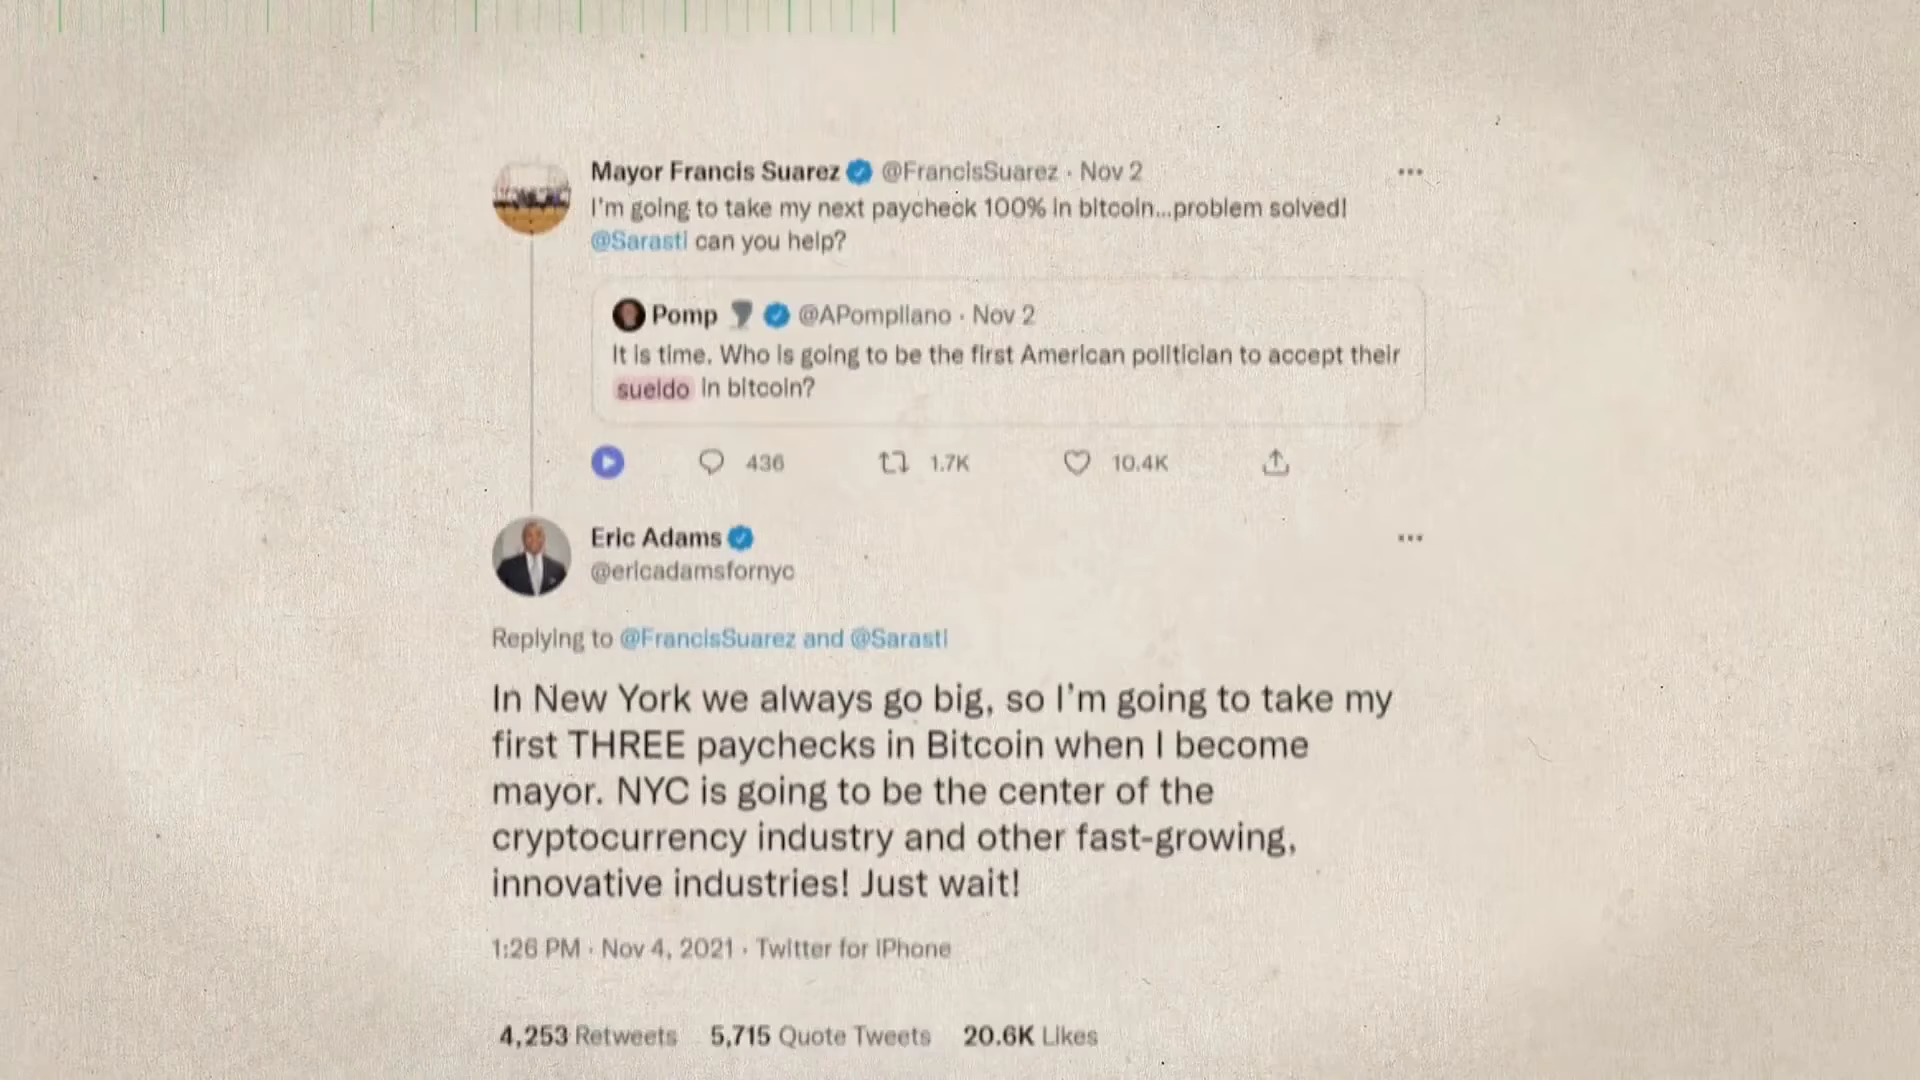 Mayor Francis Suarez @FrancisSuarez · Nov 2
I'm going to take my next paycheck 100% in bitcoin...problem solved!
@Sarasti can you help?
Pomp @APompliano · Nov 2
It is time. Who is going to be the first American politician to accept their
sueldo in bitcoin?
436 1.7K 10.4K
Eric Adams
@ericadamsfornyc
Replying to @FrancisSuarez and @Sarasti
In New York we always go big, so I'm going to take my
first THREE paychecks in Bitcoin when I become
mayor. NYC is going to be the center of the
cryptocurrency industry and other fast-growing,
innovative industries! Just wait!
1:26 PM · Nov 4, 2021 · Twitter for iPhone
4,253 Retweets 5,715 Quote Tweets 20.6K Likes